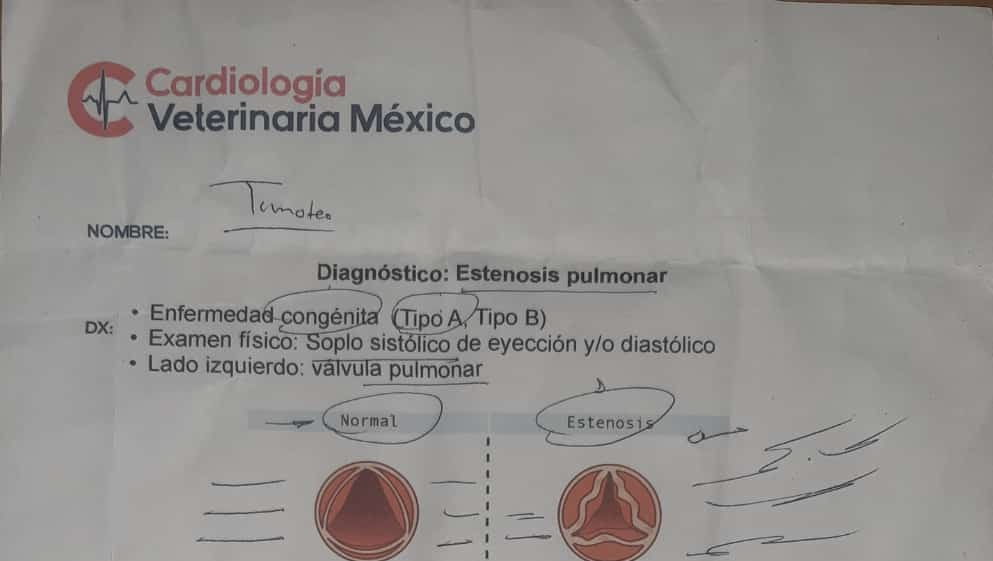 Cardiología
Veterinaria México
Timoteo
NOMBRE:
Diagnóstico: Estenosis pulmonar
DX:
• Enfermedad congénita (Tipo A, Tipo B)
• Examen físico: Soplo sistólico de eyección y/o diastólico
• Lado izquierdo: válvula pulmonar
Normal
Estenosis